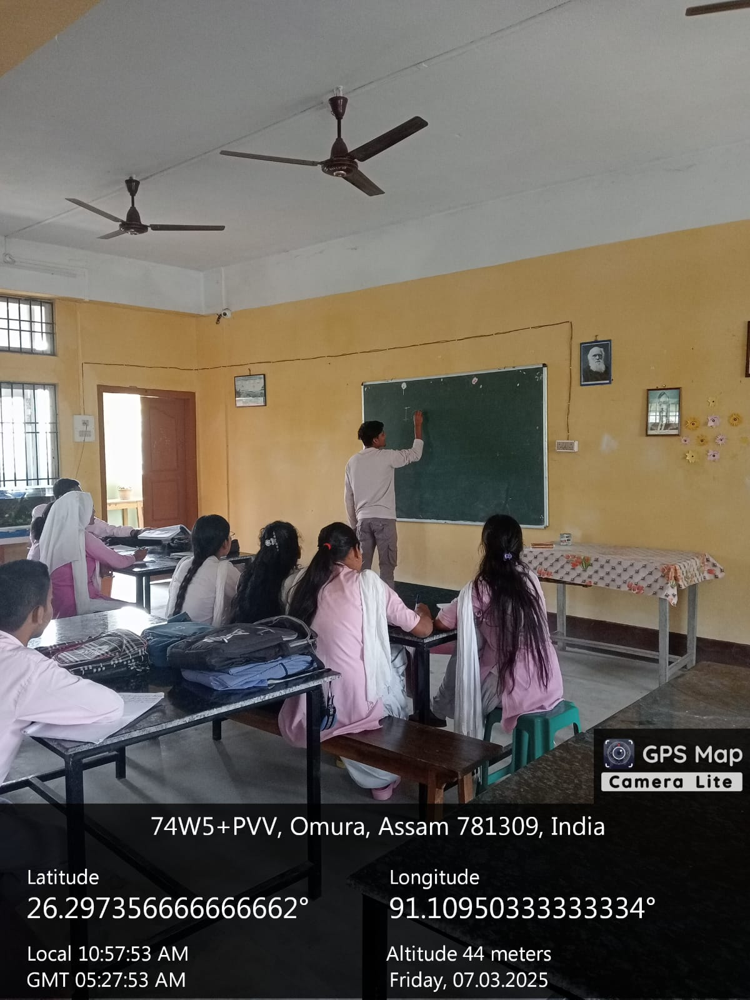 GPS Map
Camera Lite
74W5+PVV, Omura, Assam 781309, India
Latitude
26.297356666666662°
Longitude
91.10950333333334°
Local 10:57:53 AM
GMT 05:27:53 AM
Altitude 44 meters
Friday, 07.03.2025